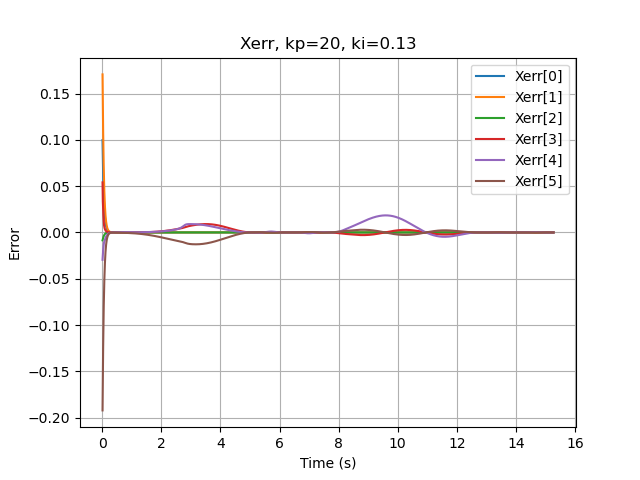 Xerr, kp=20, ki=0.13
Error
0.15
0.10
0.05
0.00
−0.05
−0.10
−0.15
−0.20
Xerr[0]
Xerr[1]
Xerr[2]
Xerr[3]
Xerr[4]
Xerr[5]
0 2 4 6 8 10 12 14 16
Time (s)